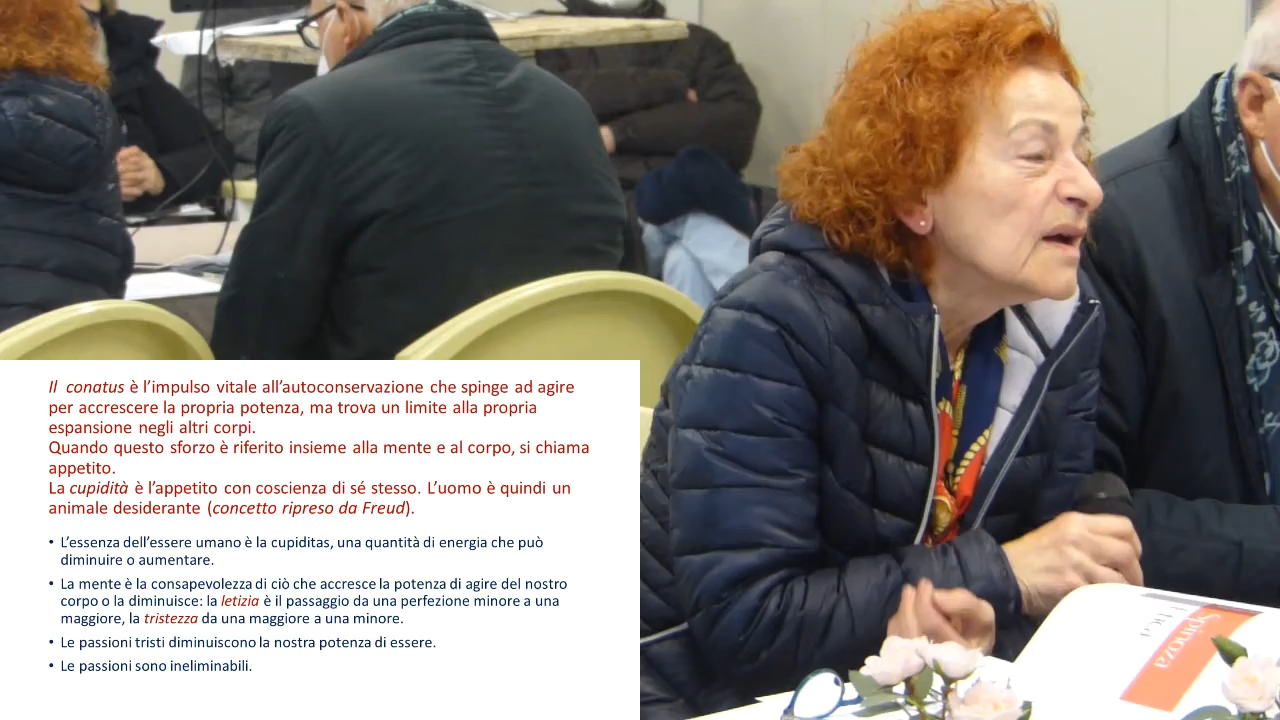 Il conatus è l'impulso vitale all'autoconservazione che spinge ad agire
per accrescere la propria potenza, ma trova un limite alla propria
espansione negli altri corpi.
Quando questo sforzo è riferito insieme alla mente e al corpo, si chiama
appetito.
La cupidità è l'appetito con coscienza di sé stesso. L'uomo è quindi un
animale desiderante (concetto ripreso da Freud).
• L'essenza dell'essere umano è la cupiditas, una quantità di energia che può
diminuire o aumentare.
• La mente è la consapevolezza di ciò che accresce la potenza di agire del nostro
corpo o la diminuisce: la letizia è il passaggio da una perfezione minore a una
maggiore, la tristezza da una maggiore a una minore.
• Le passioni tristi diminuiscono la nostra potenza di essere.
• Le passioni sono ineliminabili.
Spinoza
Etica